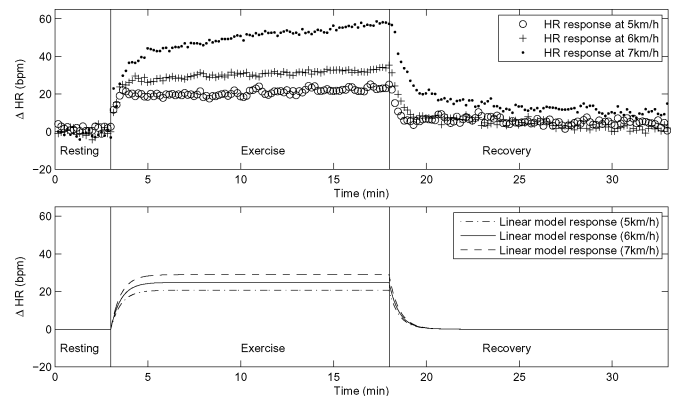 60
40
20
0
−20
Δ HR (bpm)
HR response at 5km/h
HR response at 6km/h
HR response at 7km/h
Resting
Exercise
Recovery
0
5
10
15
20
25
30
Time (min)
60
40
20
0
−20
Δ HR (bpm)
Linear model response (5km/h)
Linear model response (6km/h)
Linear model response (7km/h)
Resting
Exercise
Recovery
0
5
10
15
20
25
30
Time (min)